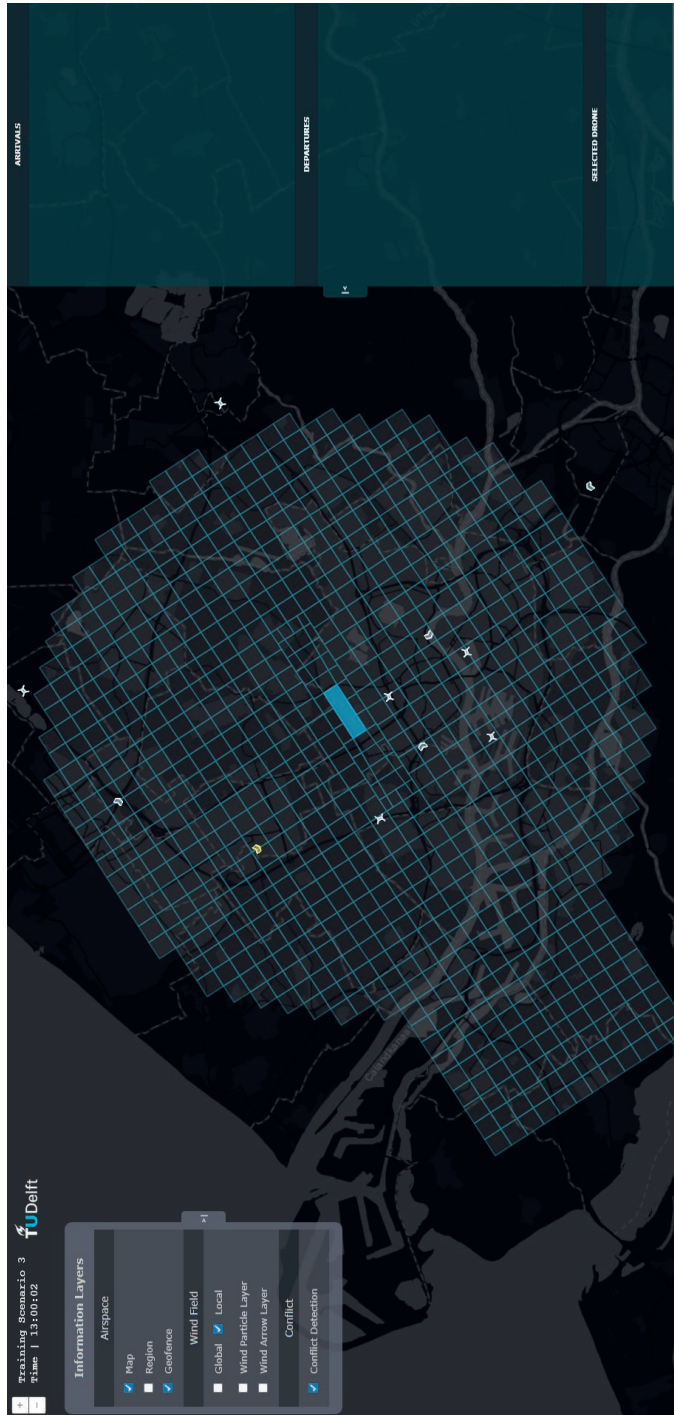 +
−
Training Scenario 3
Time | 13:00:02
TUDelft
Information Layers
Airspace
Map
Region
Geofence
Wind Field
Global
Local
Wind Particle Layer
Wind Arrow Layer
Conflict
Conflict Detection
>|
|<
ARRIVALS
DEPARTURES
SELECTED DRONE